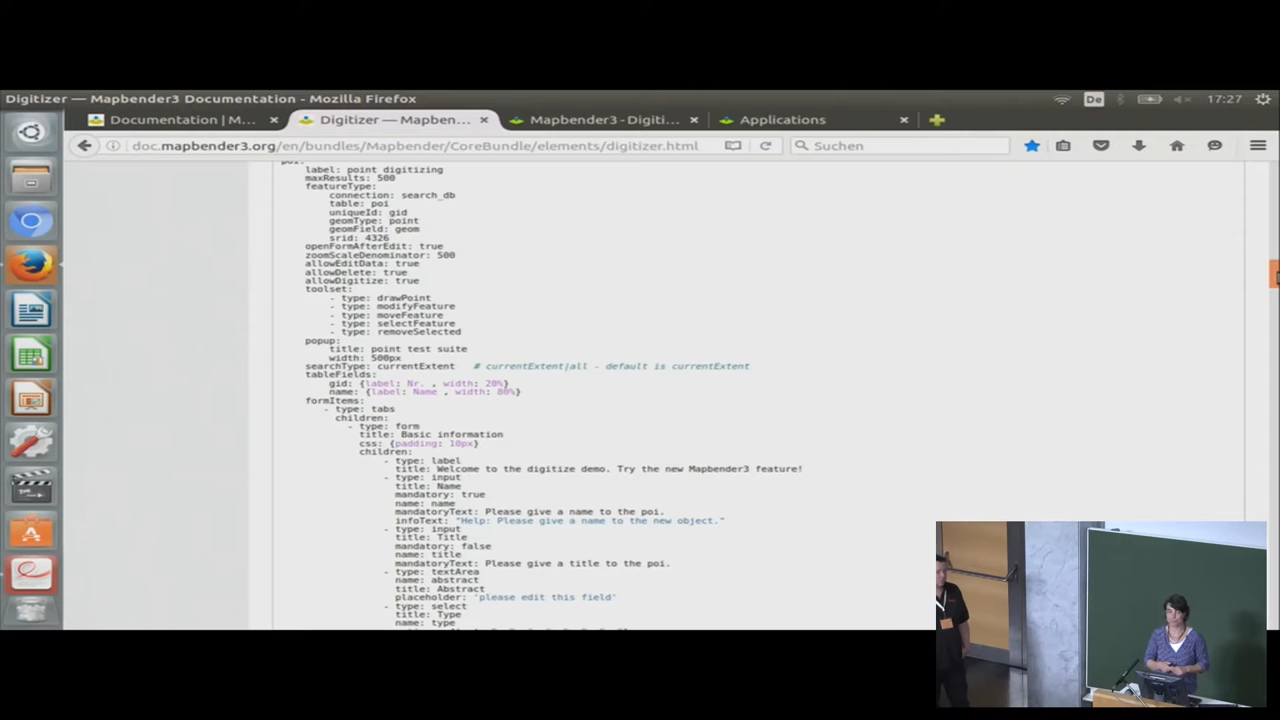 Digitizer — Mapbender3 Documentation - Mozilla Firefox
De
17:27
Documentation | M...
Digitizer — Mapben...
Mapbender3 - Digiti...
Applications
doc.mapbender3.org/en/bundles/Mapbender/CoreBundle/elements/digitizer.html
Suchen
poi:
label: point digitizing
maxResults: 500
featureType:
connection: search_db
table: poi
uniqueId: gid
geomType: point
geomField: geom
srid: 4326
openFormAfterEdit: true
zoomScaleDenominator: 500
allowEditData: true
allowDelete: true
allowDigitize: true
toolset:
- type: drawPoint
- type: modifyFeature
- type: moveFeature
- type: selectFeature
- type: removeSelected
popup:
title: point test suite
width: 500px
searchType: currentExtent # currentExtent|all - default is currentExtent
tableFields:
gid: {label: Nr. , width: 20%}
name: {label: Name , width: 80%}
formItems:
- type: tabs
children:
- type: form
title: Basic information
css: {padding: 10px}
children:
- type: label
title: Welcome to the digitize demo. Try the new Mapbender3 feature!
- type: input
title: Name
mandatory: true
name: name
mandatoryText: Please give a name to the poi.
infoText: "Help: Please give a name to the new object."
- type: input
title: Title
mandatory: false
name: title
mandatoryText: Please give a title to the poi.
- type: textArea
name: abstract
title: Abstract
placeholder: 'please edit this field'
- type: select
title: Type
name: type